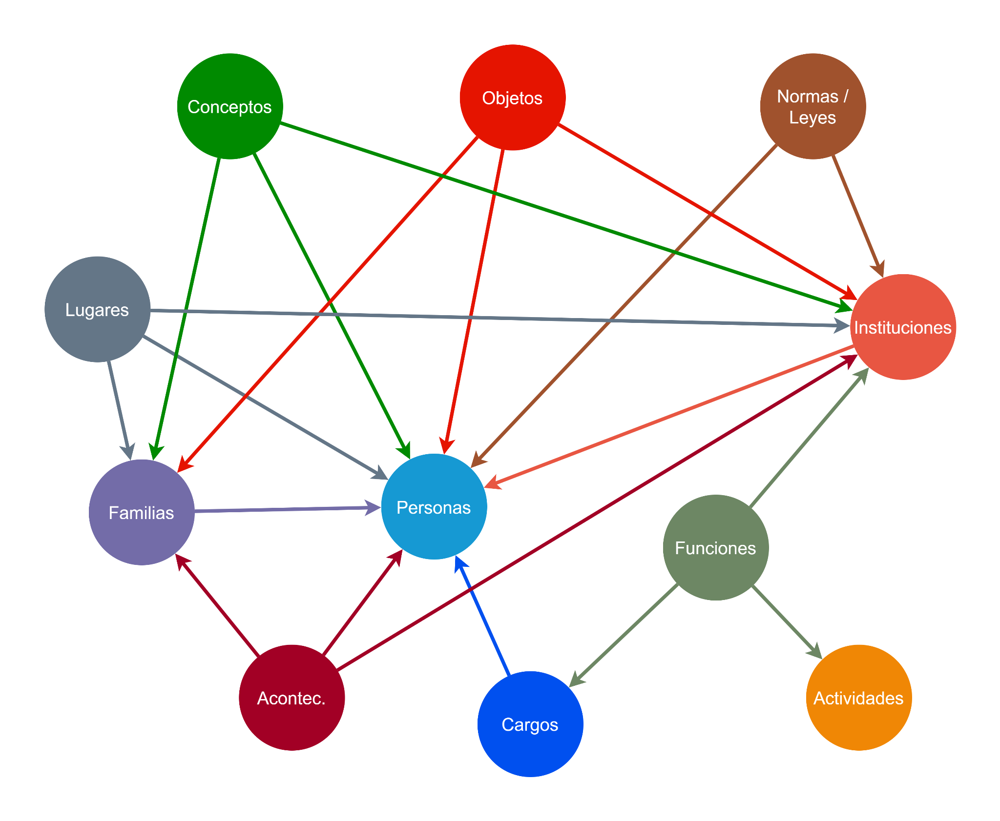 Conceptos
Objetos
Normas /
Leyes
Lugares
Instituciones
Familias
Personas
Funciones
Acontec.
Cargos
Actividades